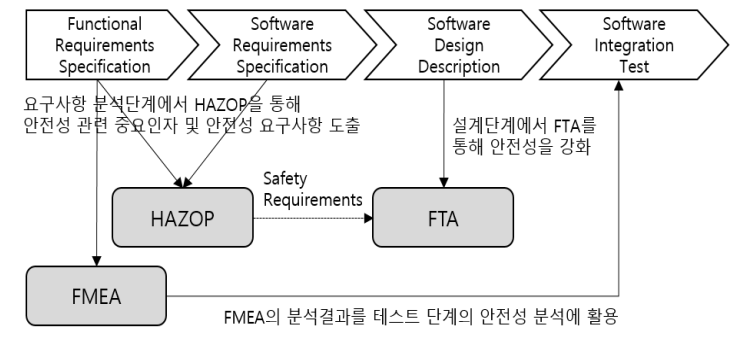 Functional
Requirements
Specification
Software
Requirements
Specification
Software
Design
Description
Software
Integration
Test
요구사항 분석단계에서 HAZOP을 통해
안전성 관련 중요인자 및 안전성 요구사항 도출
설계단계에서 FTA를
통해 안전성을 강화
HAZOP
Safety
Requirements
FTA
FMEA
FMEA의 분석결과를 테스트 단계의 안전성 분석에 활용